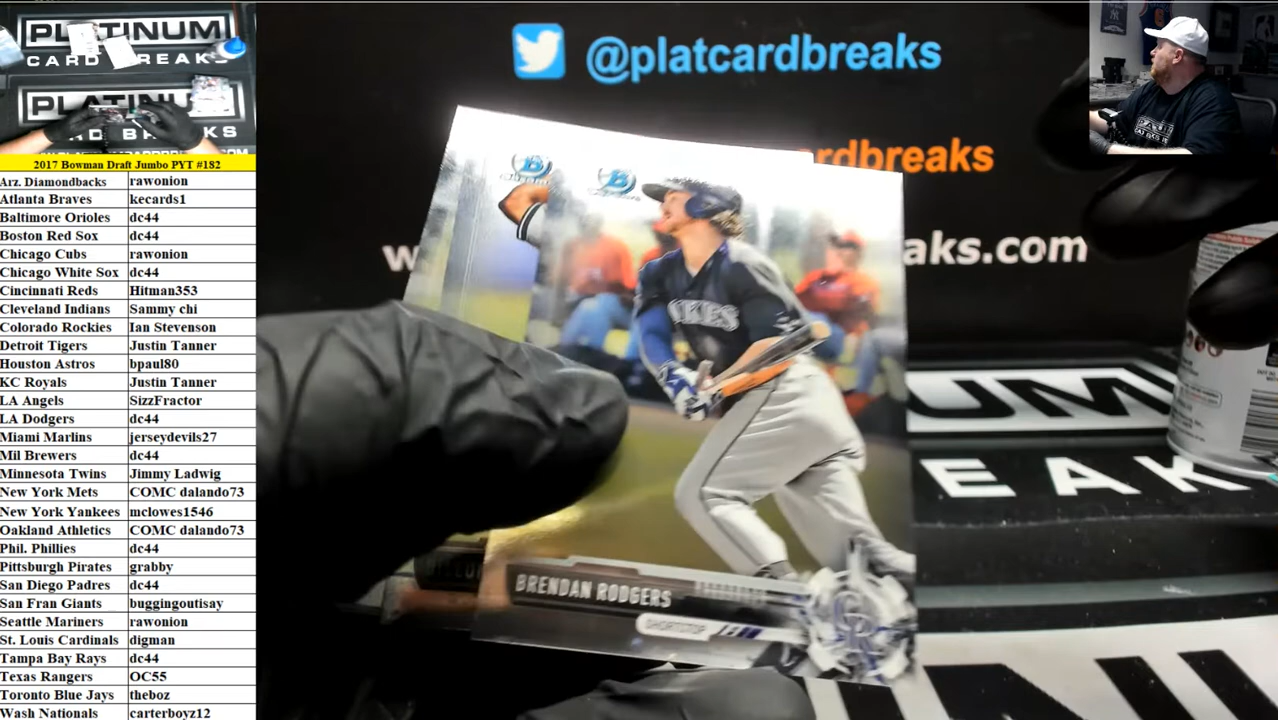 PLATINUM
CARD BREAKS
PLATINUM
CARD BREAKS
@platcardbreaks
rdbreaks
w
aks.com
2017 Bowman Draft Jumbo PYT #182
Arz. Diamondbacks rawonion
Atlanta Braves kecards1
Baltimore Orioles dc44
Boston Red Sox dc44
Chicago Cubs rawonion
Chicago White Sox dc44
Cincinnati Reds Hitman353
Cleveland Indians Sammy chi
Colorado Rockies Ian Stevenson
Detroit Tigers Justin Tanner
Houston Astros bpaul80
KC Royals Justin Tanner
LA Angels SizzFractor
LA Dodgers dc44
Miami Marlins jerseydevils27
Mil Brewers dc44
Minnesota Twins Jimmy Ladwig
New York Mets COMC dalando73
New York Yankees mclowes1546
Oakland Athletics COMC dalando73
Phil. Phillies dc44
Pittsburgh Pirates grabby
San Diego Padres dc44
San Fran Giants buggingoutisay
Seattle Mariners rawonion
St. Louis Cardinals digman
Tampa Bay Rays dc44
Texas Rangers OC55
Toronto Blue Jays theboz
Wash Nationals carterboyz12
B
B
KES
BRENDAN RODGERS
SHORTSTOP
CR
UM
EAK